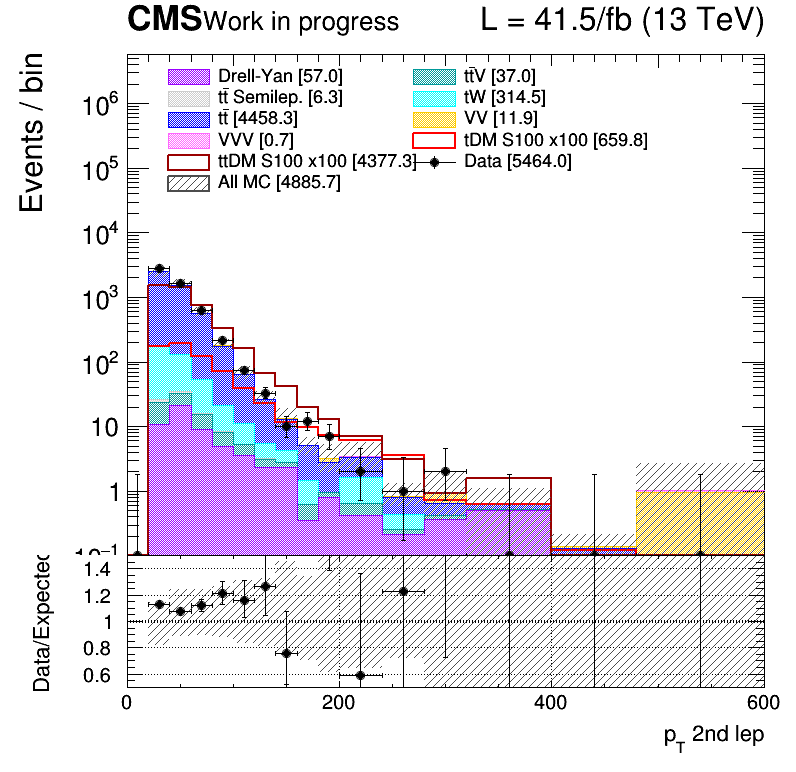 CMS Work in progress L = 41.5/fb (13 TeV)
Events / bin
Drell-Yan [57.0] tt̄V [37.0]
tt̄ Semilep. [6.3] tW [314.5]
tt̄ [4458.3] VV [11.9]
VVV [0.7] tDM S100 x100 [659.8]
ttDM S100 x100 [4377.3] Data [5464.0]
All MC [4885.7]
10⁶
10⁵
10⁴
10³
10²
10
1
10⁻¹
Data/Expected
1.4
1.2
1
0.8
0.6
0 200 400 600
p_T 2nd lep